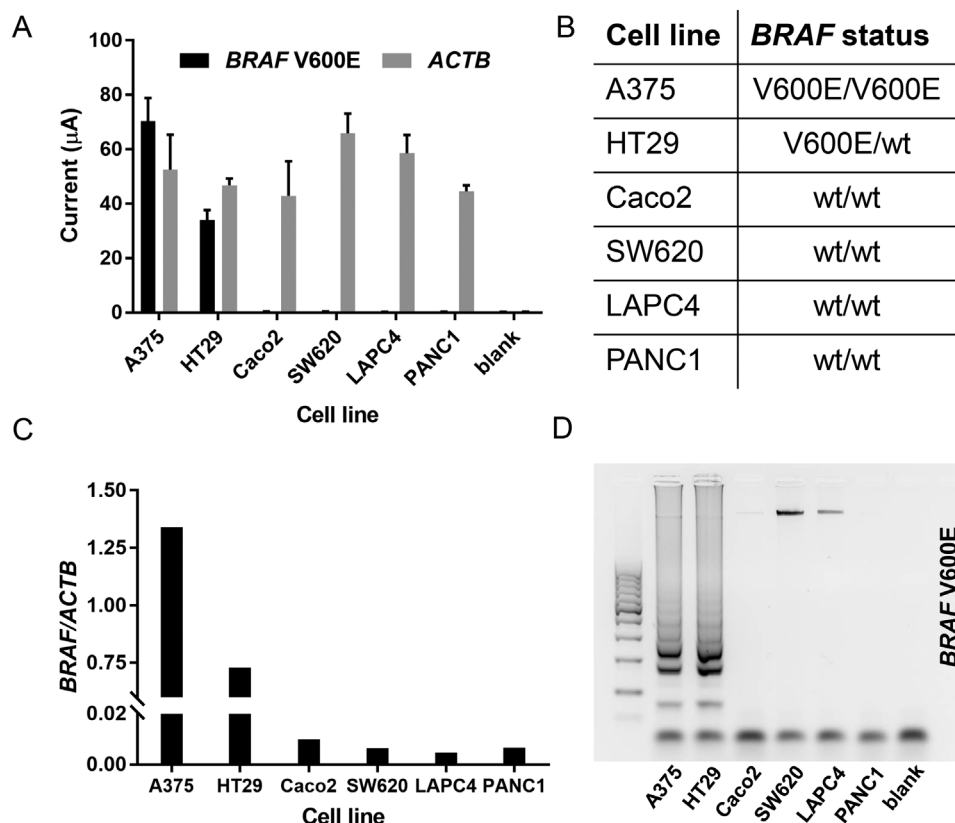 A
BRAF V600E ACTB
Current (μA)
100
80
60
40
20
0
A375 HT29 Caco2 SW620 LAPC4 PANC1 blank
Cell line
B
Cell line BRAF status
A375 V600E/V600E
HT29 V600E/wt
Caco2 wt/wt
SW620 wt/wt
LAPC4 wt/wt
PANC1 wt/wt
C
BRAF/ACTB
1.50
1.25
1.00
0.75
0.02
0.00
A375 HT29 Caco2 SW620 LAPC4 PANC1
Cell line
D
BRAF V600E
A375 HT29 Caco2 SW620 LAPC4 PANC1 blank